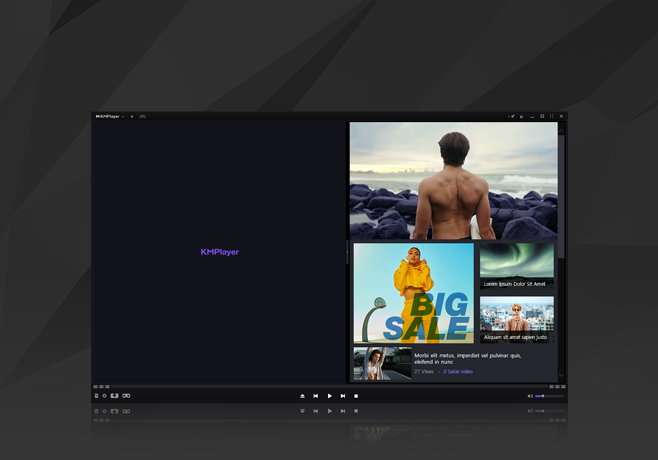 KMPlayer
URL
KMPlayer
BIG
SALE
Lorem Ipsum Dolor Sit Amet
Aliquam sit amet sapien justo
Morbi elit metus, imperdiet vel pulvinar quis,
eleifend in nunc
27 Views
JJ Salon video
00:00:00
00:00:00